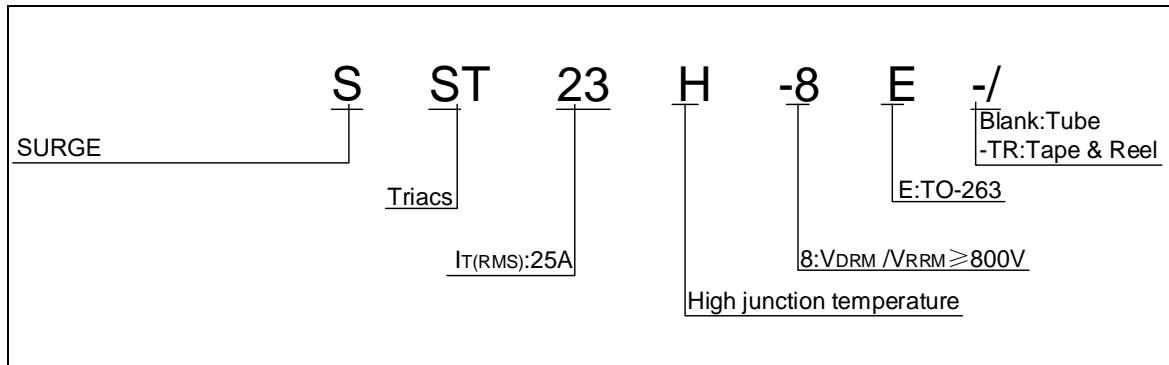 S ST 23 H -8 E -/
Blank:Tube
-TR:Tape & Reel
SURGE
E:TO-263
Triacs
IT(RMS):25A
8:VDRM /VRRM≥800V
High junction temperature